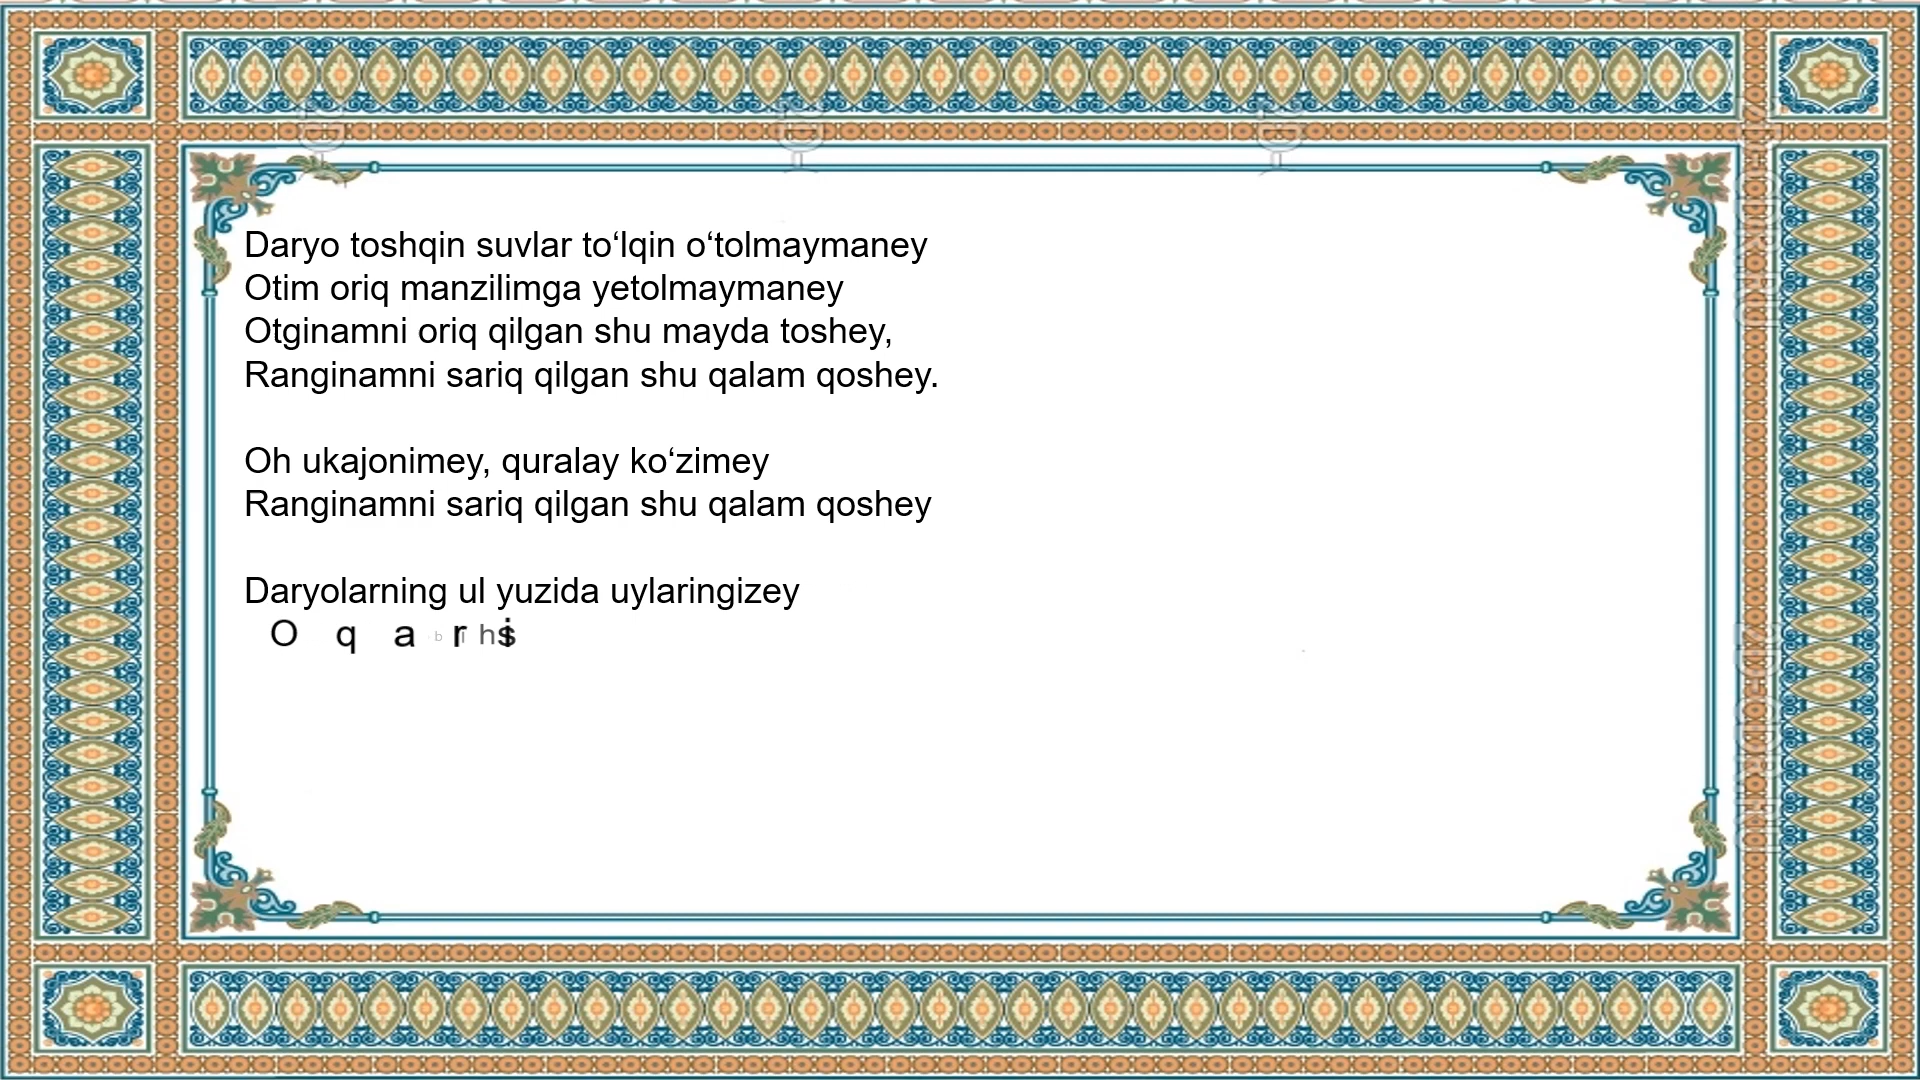 Daryo toshqin suvlar to‘lqin o‘tolmaymaney
Otim oriq manzilimga yetolmaymaney
Otginamni oriq qilgan shu mayda toshey,
Ranginamni sariq qilgan shu qalam qoshey.
Oh ukajonimey, quralay ko‘zimey
Ranginamni sariq qilgan shu qalam qoshey
Daryolarning ul yuzida uylaringizey